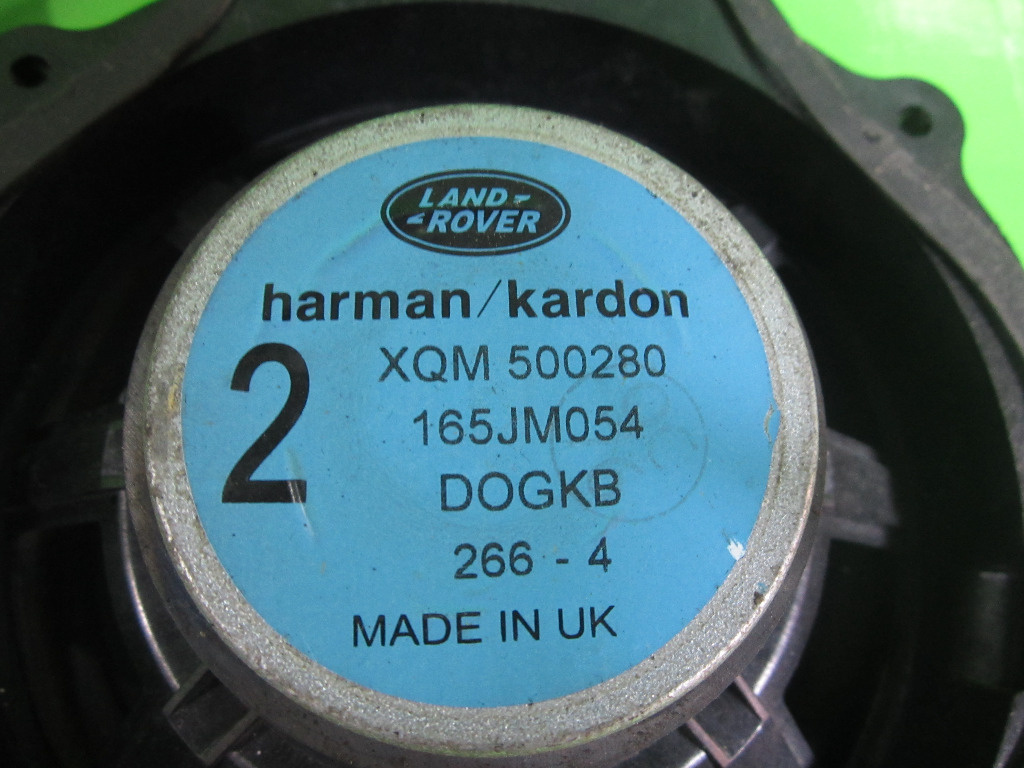 LAND
ROVER
harman/kardon
2
XQM 500280
165JM054
DOGKB
266 - 4
MADE IN UK